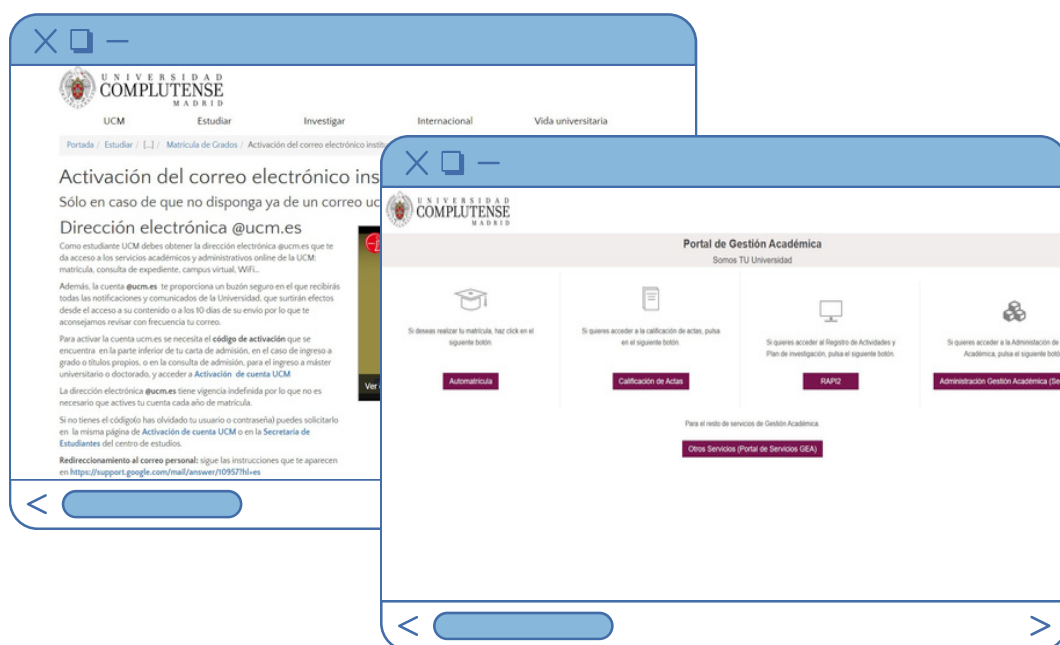 UNIVERSIDAD
COMPLUTENSE
MADRID
UCM Estudiar Investigar Internacional Vida universitaria
Portada / Estudiar / [...] / Matrícula de Grados / Activación del correo electrónico
Activación del correo electrónico ins
Sólo en caso de que no disponga ya de un correo uc
Dirección electrónica @ucm.es
Como estudiante UCM debes obtener la dirección electrónica @ucm.es que te
da acceso a los servicios académicos y administrativos online de la UCM:
matrícula, consulta de expediente, campus virtual, WiFi...
Además, la cuenta @ucm.es te proporciona un buzón seguro en el que recibirás
todas las notificaciones y comunicados de la Universidad, que surtirán efectos
desde el acceso a su contenido o a los 10 días de su envío por lo que te
aconsejamos revisar con frecuencia tu correo.
Para activar la cuenta ucm.es se necesita el código de activación que se
encuentra en la parte inferior de tu carta de admisión, en el caso de ingreso a
grado o títulos propios, o en la consulta de admisión, para el ingreso a máster
universitario o doctorado, y acceder a Activación de cuenta UCM
La dirección electrónica @ucm.es tiene vigencia indefinida por lo que no es
necesario que actives tu cuenta cada año de matrícula.
Si no tienes el código(o has olvidado tu usuario o contraseña) puedes solicitarlo
en la misma página de Activación de cuenta UCM o en la Secretaría de
Estudiantes del centro de estudios.
Redireccionamiento al correo personal: sigue las instrucciones que te aparecen
en https://support.google.com/mail/answer/10957?hl=es
Ver
UNIVERSIDAD
COMPLUTENSE
MADRID
Portal de Gestión Académica
Somos TU Universidad
Si deseas realizar tu matrícula, haz click en el
siguiente botón.
Automatrícula
Si quieres acceder a la calificación de actas, pulsa
en el siguiente botón.
Calificación de Actas
Si quieres acceder al Registro de Actividades y
Plan de investigación, pulsa el siguiente botón.
RAPI2
Si quieres acceder a la Administración de
Académica, pulsa el siguiente botó
Administración Gestión Académica (Se
Para el resto de servicios de Gestión Académica.
Otros Servicios (Portal de Servicios GEA)